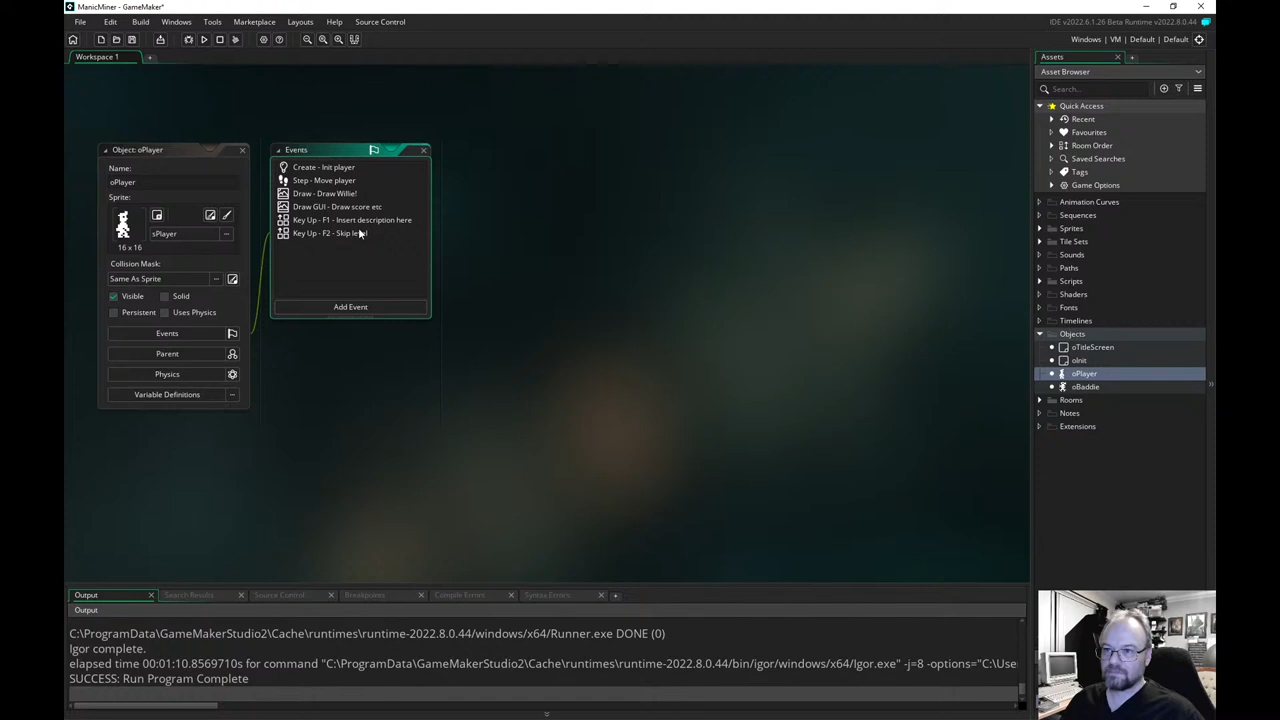 ManicMiner - GameMaker*
File Edit Build Windows Tools Marketplace Layouts Help Source Control
IDE v2022.6.1.26 Beta Runtime v2022.8.0.44
Windows | VM | Default | Default
Workspace 1
Object: oPlayer
Name:
oPlayer
Sprite:
sPlayer
16 x 16
Collision Mask:
Same As Sprite
Visible Solid
Persistent Uses Physics
Events
Parent
Physics
Variable Definitions
Events
Create - Init player
Step - Move player
Draw - Draw Willie!
Draw GUI - Draw score etc
Key Up - F1 - Insert description here
Key Up - F2 - Skip level
Add Event
Assets
Asset Browser
Search...
Quick Access
Recent
Favourites
Room Order
Saved Searches
Tags
Game Options
Animation Curves
Sequences
Sprites
Tile Sets
Sounds
Paths
Scripts
Shaders
Fonts
Timelines
Objects
oTitleScreen
oInit
oPlayer
oBaddie
Rooms
Notes
Extensions
Output Search Results Source Control Breakpoints Compile Errors Syntax Errors
Output
C:\ProgramData\GameMakerStudio2\Cache\runtimes\runtime-2022.8.0.44/windows/x64/Runner.exe DONE (0)
Igor complete.
elapsed time 00:01:10.8569710s for command "C:\ProgramData\GameMakerStudio2\Cache\runtimes\runtime-2022.8.0.44/bin/igor/windows/x64/Igor.exe" -j=8 -options="C:\Use
SUCCESS: Run Program Complete